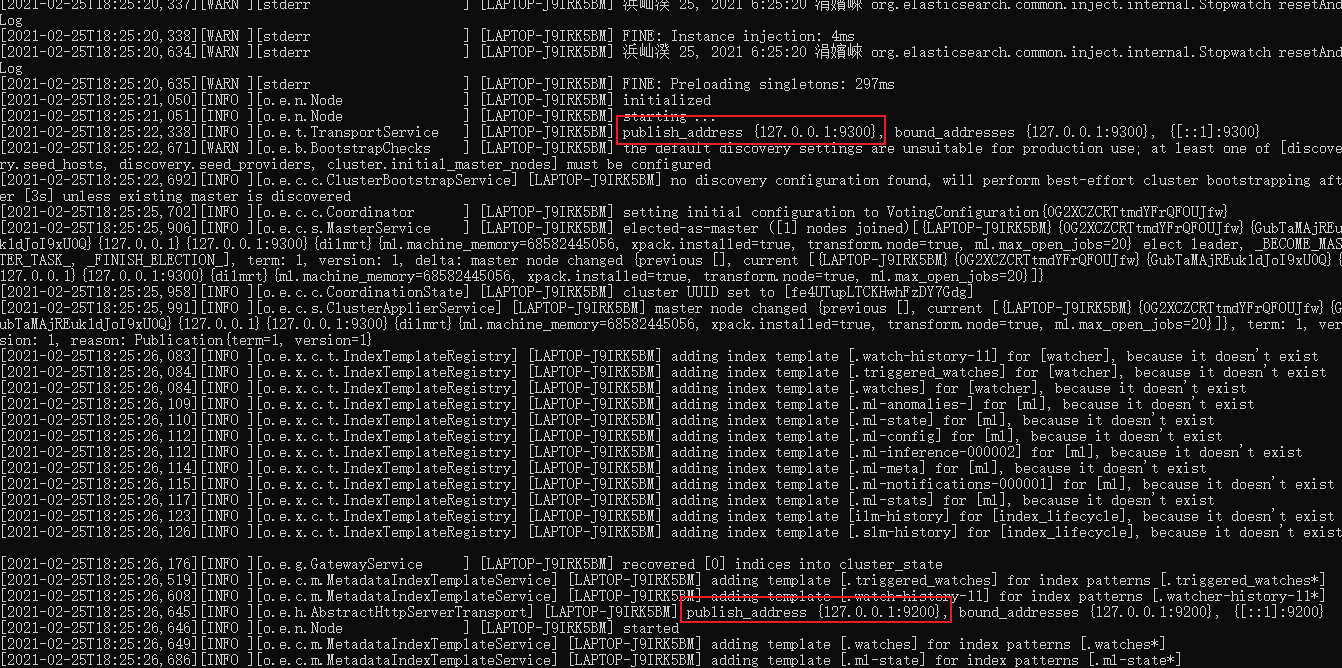 [2021-02-25T18:25:20,337][WARN ][stderr                   ] [LAPTOP-J9IRK5BM] 浜屾湀 25, 2021 6:25:20 涓嬪崍 org.elasticsearch.common.inject.internal.Stopwatch resetAnd
Log
[2021-02-25T18:25:20,338][WARN ][stderr                   ] [LAPTOP-J9IRK5BM] FINE: Instance injection: 4ms
[2021-02-25T18:25:20,634][WARN ][stderr                   ] [LAPTOP-J9IRK5BM] 浜屾湀 25, 2021 6:25:20 涓嬪崍 org.elasticsearch.common.inject.internal.Stopwatch resetAnd
Log
[2021-02-25T18:25:20,635][WARN ][stderr                   ] [LAPTOP-J9IRK5BM] FINE: Preloading singletons: 297ms
[2021-02-25T18:25:21,050][INFO ][o.e.n.Node               ] [LAPTOP-J9IRK5BM] initialized
[2021-02-25T18:25:21,051][INFO ][o.e.n.Node               ] [LAPTOP-J9IRK5BM] starting ...
[2021-02-25T18:25:22,338][INFO ][o.e.t.TransportService   ] [LAPTOP-J9IRK5BM] publish_address {127.0.0.1:9300}, bound_addresses {127.0.0.1:9300}, {[::1]:9300}
[2021-02-25T18:25:22,671][WARN ][o.e.b.BootstrapChecks    ] [LAPTOP-J9IRK5BM] the default discovery settings are unsuitable for production use; at least one of [discove
ry.seed_hosts, discovery.seed_providers, cluster.initial_master_nodes] must be configured
[2021-02-25T18:25:22,692][INFO ][o.e.c.c.ClusterBootstrapService] [LAPTOP-J9IRK5BM] no discovery configuration found, will perform best-effort cluster bootstrapping aft
er [3s] unless existing master is discovered
[2021-02-25T18:25:25,702][INFO ][o.e.c.c.Coordinator      ] [LAPTOP-J9IRK5BM] setting initial configuration to VotingConfiguration{0G2XCZCRTtmdYFrQFOUJfw}
[2021-02-25T18:25:25,906][INFO ][o.e.c.s.MasterService    ] [LAPTOP-J9IRK5BM] elected-as-master ([1] nodes joined)[{LAPTOP-J9IRK5BM}{0G2XCZCRTtmdYFrQFOUJfw}{GubTaMAjREu
k1dJoI9xU0Q}{127.0.0.1}{127.0.0.1:9300}{dilmrt}{ml.machine_memory=68582445056, xpack.installed=true, transform.node=true, ml.max_open_jobs=20} elect leader, _BECOME_MAS
TER_TASK_, _FINISH_ELECTION_], term: 1, version: 1, delta: master node changed {previous [], current [{LAPTOP-J9IRK5BM}{0G2XCZCRTtmdYFrQFOUJfw}{GubTaMAjREuk1dJoI9xU0Q}{
127.0.0.1}{127.0.0.1:9300}{dilmrt}{ml.machine_memory=68582445056, xpack.installed=true, transform.node=true, ml.max_open_jobs=20}]}
[2021-02-25T18:25:25,958][INFO ][o.e.c.c.CoordinationState] [LAPTOP-J9IRK5BM] cluster UUID set to [fe4UTupLTCKHwhFzDY7Gdg]
[2021-02-25T18:25:25,991][INFO ][o.e.c.s.ClusterApplierService] [LAPTOP-J9IRK5BM] master node changed {previous [], current [{LAPTOP-J9IRK5BM}{0G2XCZCRTtmdYFrQFOUJfw}{G
ubTaMAjREuk1dJoI9xU0Q}{127.0.0.1}{127.0.0.1:9300}{dilmrt}{ml.machine_memory=68582445056, xpack.installed=true, transform.node=true, ml.max_open_jobs=20}]}, term: 1, ver
sion: 1, reason: Publication{term=1, version=1}
[2021-02-25T18:25:26,083][INFO ][o.e.x.c.t.IndexTemplateRegistry] [LAPTOP-J9IRK5BM] adding index template [.watch-history-11] for [watcher], because it doesn't exist
[2021-02-25T18:25:26,084][INFO ][o.e.x.c.t.IndexTemplateRegistry] [LAPTOP-J9IRK5BM] adding index template [.triggered_watches] for [watcher], because it doesn't exist
[2021-02-25T18:25:26,084][INFO ][o.e.x.c.t.IndexTemplateRegistry] [LAPTOP-J9IRK5BM] adding index template [.watches] for [watcher], because it doesn't exist
[2021-02-25T18:25:26,109][INFO ][o.e.x.c.t.IndexTemplateRegistry] [LAPTOP-J9IRK5BM] adding index template [.ml-anomalies-] for [ml], because it doesn't exist
[2021-02-25T18:25:26,110][INFO ][o.e.x.c.t.IndexTemplateRegistry] [LAPTOP-J9IRK5BM] adding index template [.ml-state] for [ml], because it doesn't exist
[2021-02-25T18:25:26,112][INFO ][o.e.x.c.t.IndexTemplateRegistry] [LAPTOP-J9IRK5BM] adding index template [.ml-config] for [ml], because it doesn't exist
[2021-02-25T18:25:26,112][INFO ][o.e.x.c.t.IndexTemplateRegistry] [LAPTOP-J9IRK5BM] adding index template [.ml-inference-000002] for [ml], because it doesn't exist
[2021-02-25T18:25:26,114][INFO ][o.e.x.c.t.IndexTemplateRegistry] [LAPTOP-J9IRK5BM] adding index template [.ml-meta] for [ml], because it doesn't exist
[2021-02-25T18:25:26,115][INFO ][o.e.x.c.t.IndexTemplateRegistry] [LAPTOP-J9IRK5BM] adding index template [.ml-notifications-000001] for [ml], because it doesn't exist
[2021-02-25T18:25:26,117][INFO ][o.e.x.c.t.IndexTemplateRegistry] [LAPTOP-J9IRK5BM] adding index template [.ml-stats] for [ml], because it doesn't exist
[2021-02-25T18:25:26,123][INFO ][o.e.x.c.t.IndexTemplateRegistry] [LAPTOP-J9IRK5BM] adding index template [ilm-history] for [index_lifecycle], because it doesn't exist
[2021-02-25T18:25:26,126][INFO ][o.e.x.c.t.IndexTemplateRegistry] [LAPTOP-J9IRK5BM] adding index template [.slm-history] for [index_lifecycle], because it doesn't exist
[2021-02-25T18:25:26,176][INFO ][o.e.g.GatewayService     ] [LAPTOP-J9IRK5BM] recovered [0] indices into cluster_state
[2021-02-25T18:25:26,519][INFO ][o.e.c.m.MetadataIndexTemplateService] [LAPTOP-J9IRK5BM] adding template [.triggered_watches] for index patterns [.triggered_watches*]
[2021-02-25T18:25:26,608][INFO ][o.e.c.m.MetadataIndexTemplateService] [LAPTOP-J9IRK5BM] adding template [.watch-history-11] for index patterns [.watcher-history-11*]
[2021-02-25T18:25:26,645][INFO ][o.e.h.AbstractHttpServerTransport] [LAPTOP-J9IRK5BM] publish_address {127.0.0.1:9200}, bound_addresses {127.0.0.1:9200}, {[::1]:9200}
[2021-02-25T18:25:26,646][INFO ][o.e.n.Node               ] [LAPTOP-J9IRK5BM] started
[2021-02-25T18:25:26,649][INFO ][o.e.c.m.MetadataIndexTemplateService] [LAPTOP-J9IRK5BM] adding template [.watches] for index patterns [.watches*]
[2021-02-25T18:25:26,686][INFO ][o.e.c.m.MetadataIndexTemplateService] [LAPTOP-J9IRK5BM] adding template [.ml-state] for index patterns [.ml-state*]